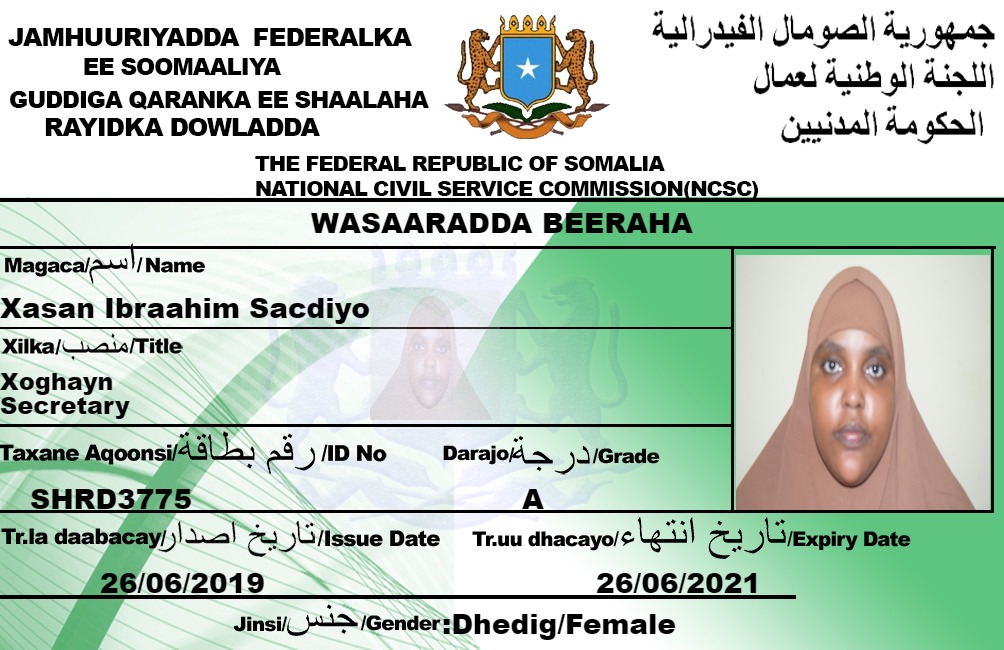 JAMHUURIYADDA FEDERALKA
EE SOOMAALIYA
GUDDIGA QARANKA EE SHAALAHA
RAYIDKA DOWLADDA
جمهورية الصومال الفيدرالية
اللجنة الوطنية لعمال
الحكومة المدنيين
THE FEDERAL REPUBLIC OF SOMALIA
NATIONAL CIVIL SERVICE COMMISSION(NCSC)
WASAARADDA BEERAHA
Magaca/أسم/Name
Xasan Ibraahim Sacdiyo
Xilka/منصب/Title
Xoghayn
Secretary
Taxane Aqoonsi/رقم بطاقة/ID No
SHRD3775
Darajo/درجة/Grade
A
Tr.la daabacay/تاريخ اصدار/Issue Date
26/06/2019
Tr.uu dhacayo/تاريخ انتهاء/Expiry Date
26/06/2021
Jinsi/جنس/Gender:Dhedig/Female